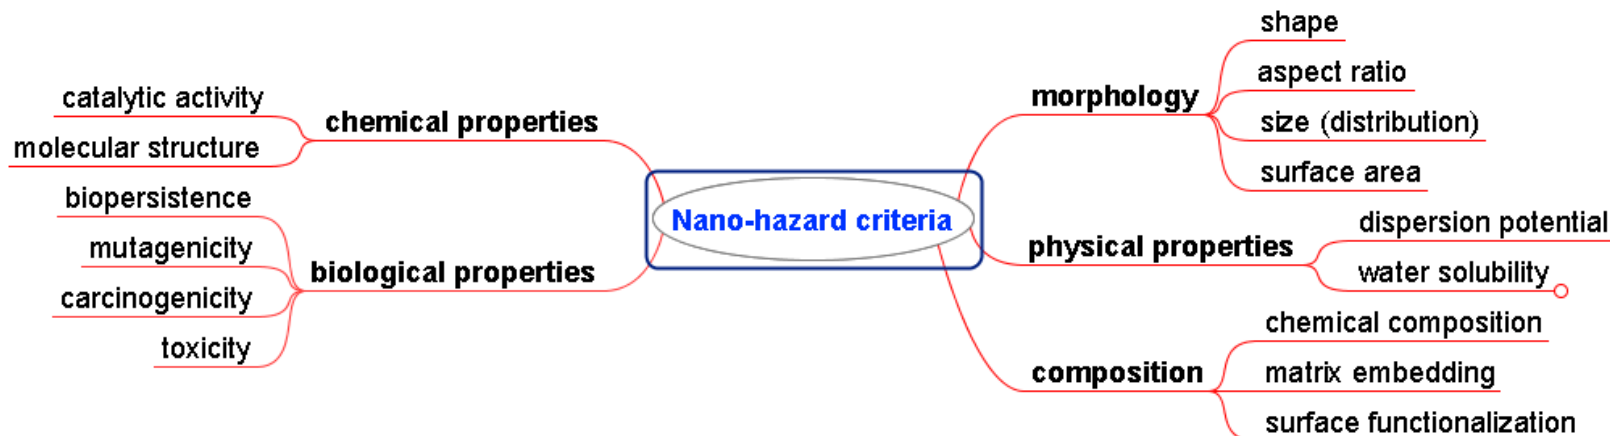 Nano-hazard criteria
chemical properties
catalytic activity
molecular structure
biological properties
biopersistence
mutagenicity
carcinogenicity
toxicity
morphology
shape
aspect ratio
size (distribution)
surface area
physical properties
dispersion potential
water solubility
composition
chemical composition
matrix embedding
surface functionalization